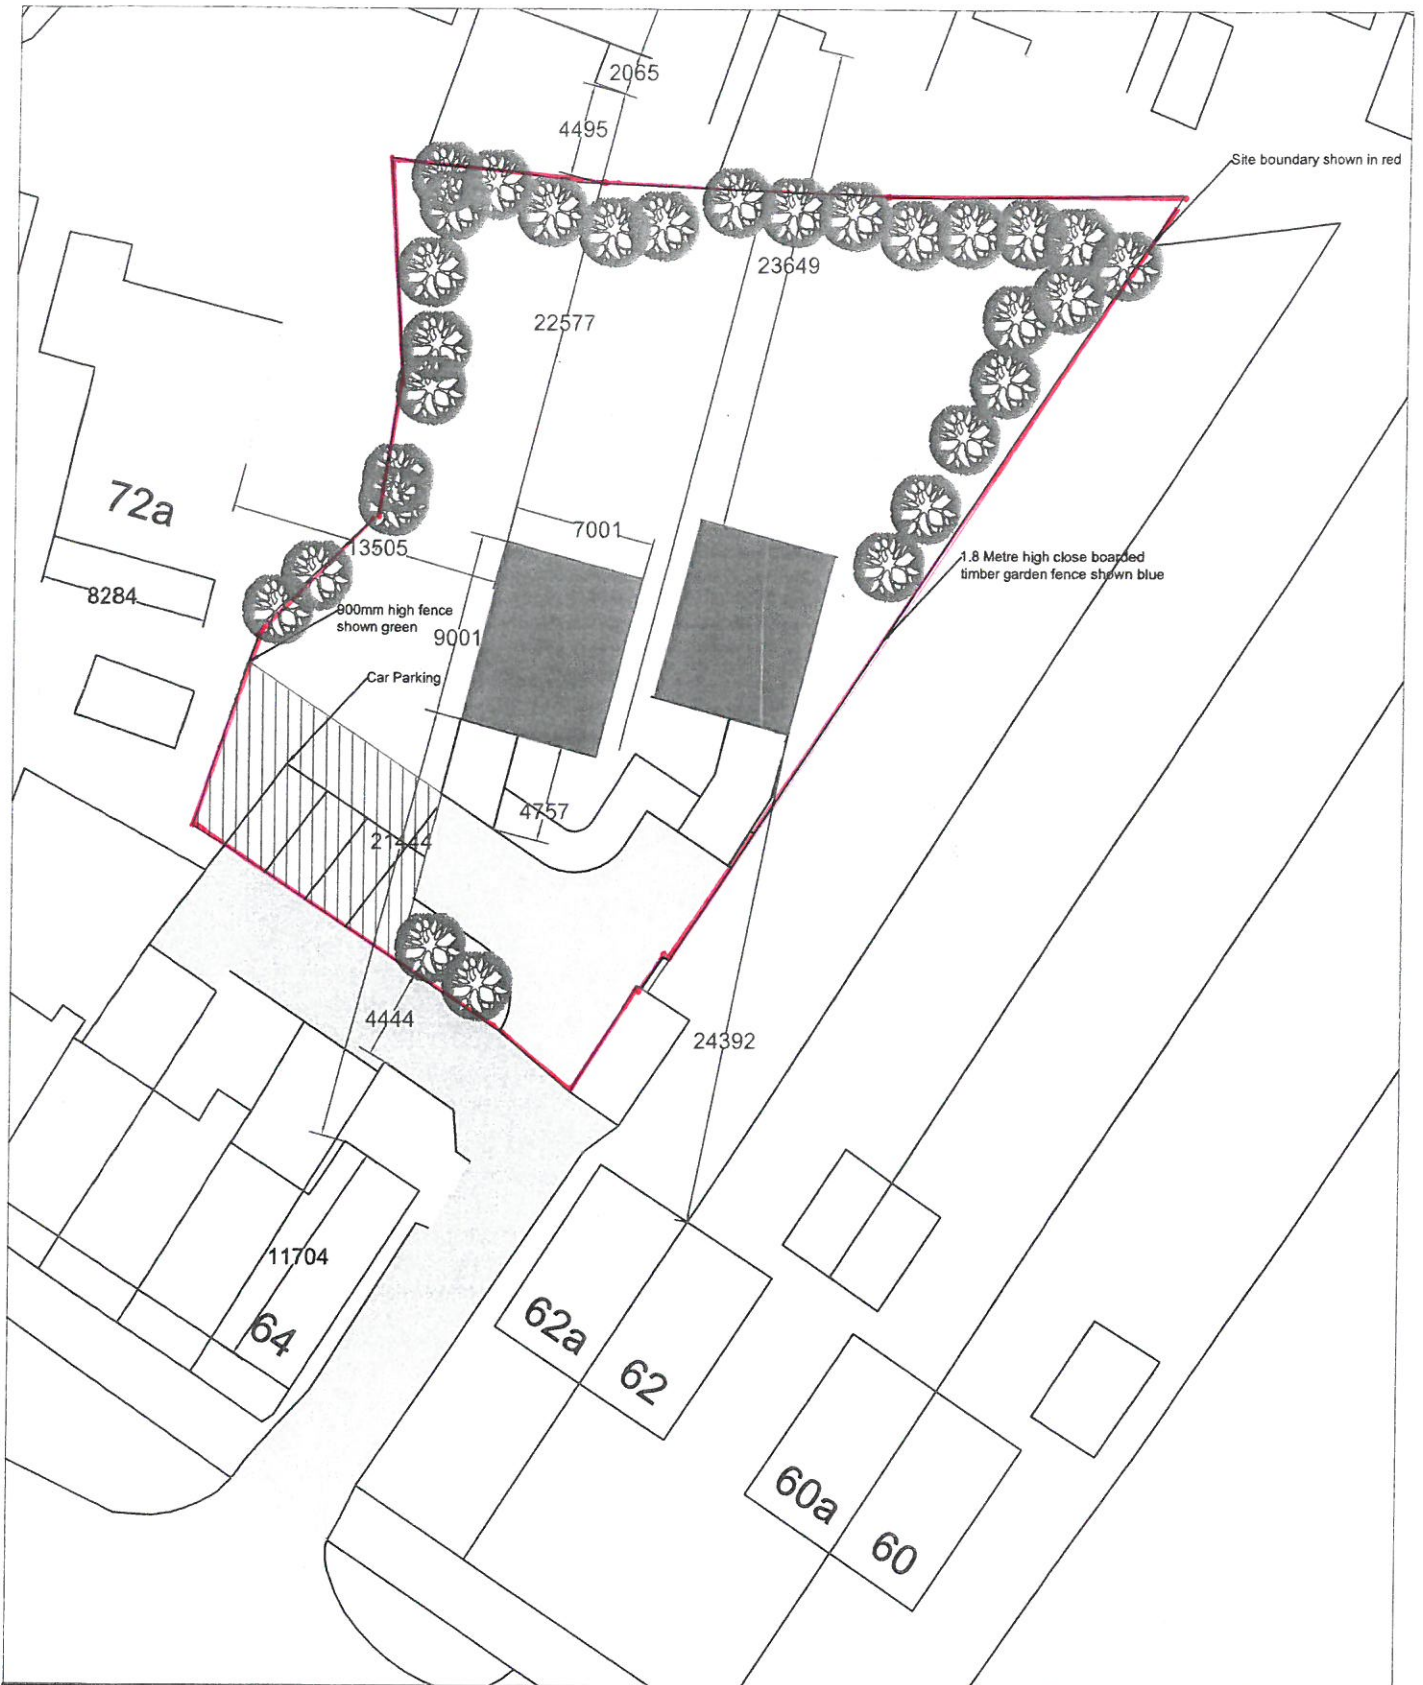 2065
4495
Site boundary shown in red
23649
22577
72a
7001
13505
1.8 Metre high close boarded
timber garden fence shown blue
8284
900mm high fence
shown green
9001
Car Parking
4757
21444
4444
24392
11704
64
62a
62
60a
60